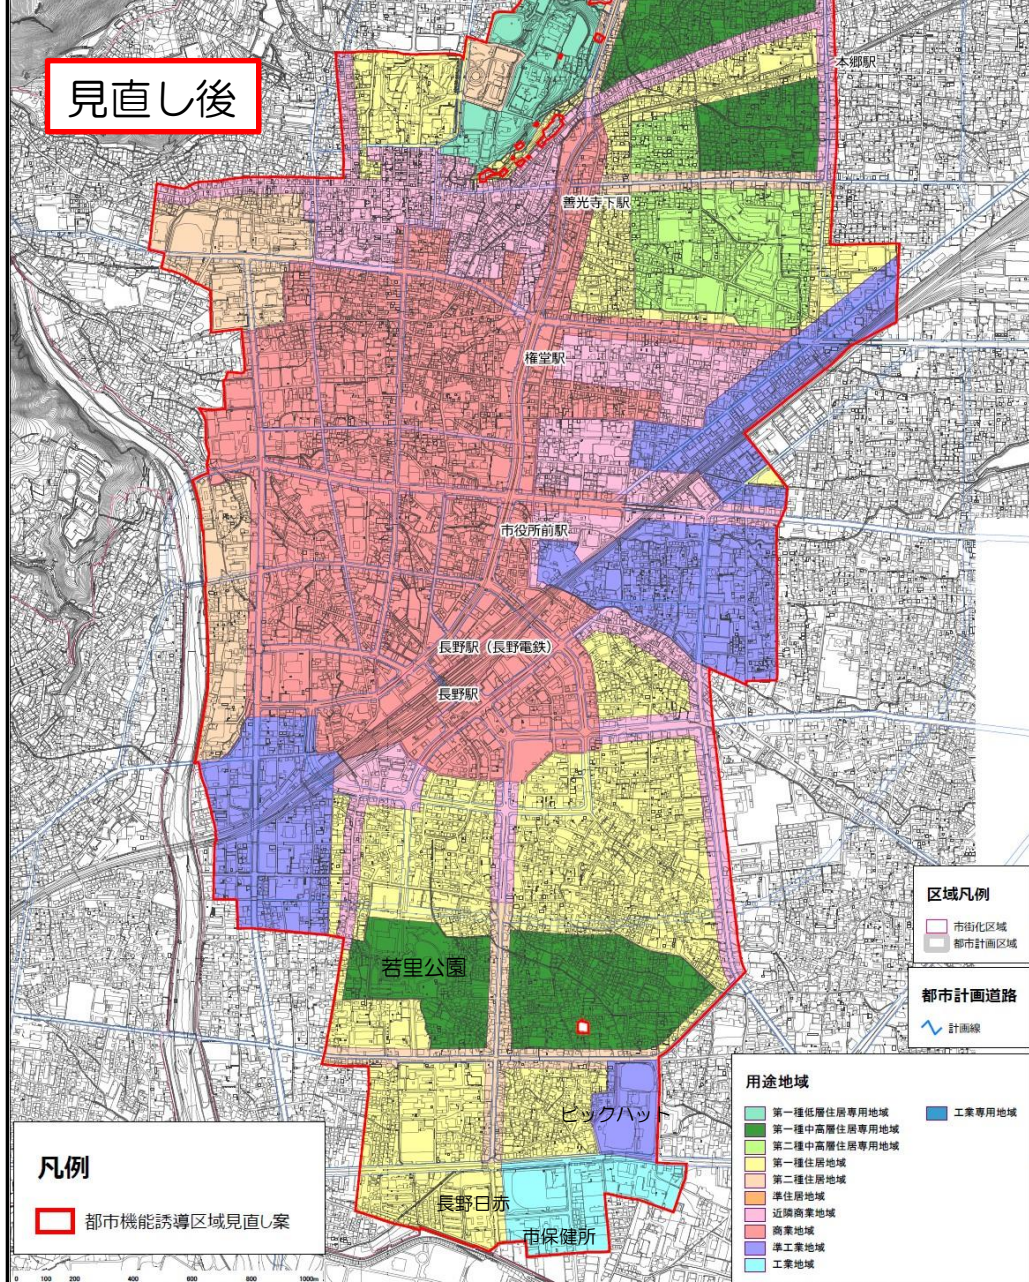 見直し後
本郷駅
善光寺下駅
権堂駅
市役所前駅
長野駅（長野電鉄）
長野駅
若里公園
ビックハット
長野日赤
市保健所
区域凡例
市街化区域
都市計画区域
都市計画道路
計画線
用途地域
第一種低層住居専用地域
第一種中高層住居専用地域
第二種中高層住居専用地域
第一種住居地域
第二種住居地域
準住居地域
近隣商業地域
商業地域
準工業地域
工業地域
工業専用地域
凡例
都市機能誘導区域見直し案
0 100 200 400 600 800 1000m